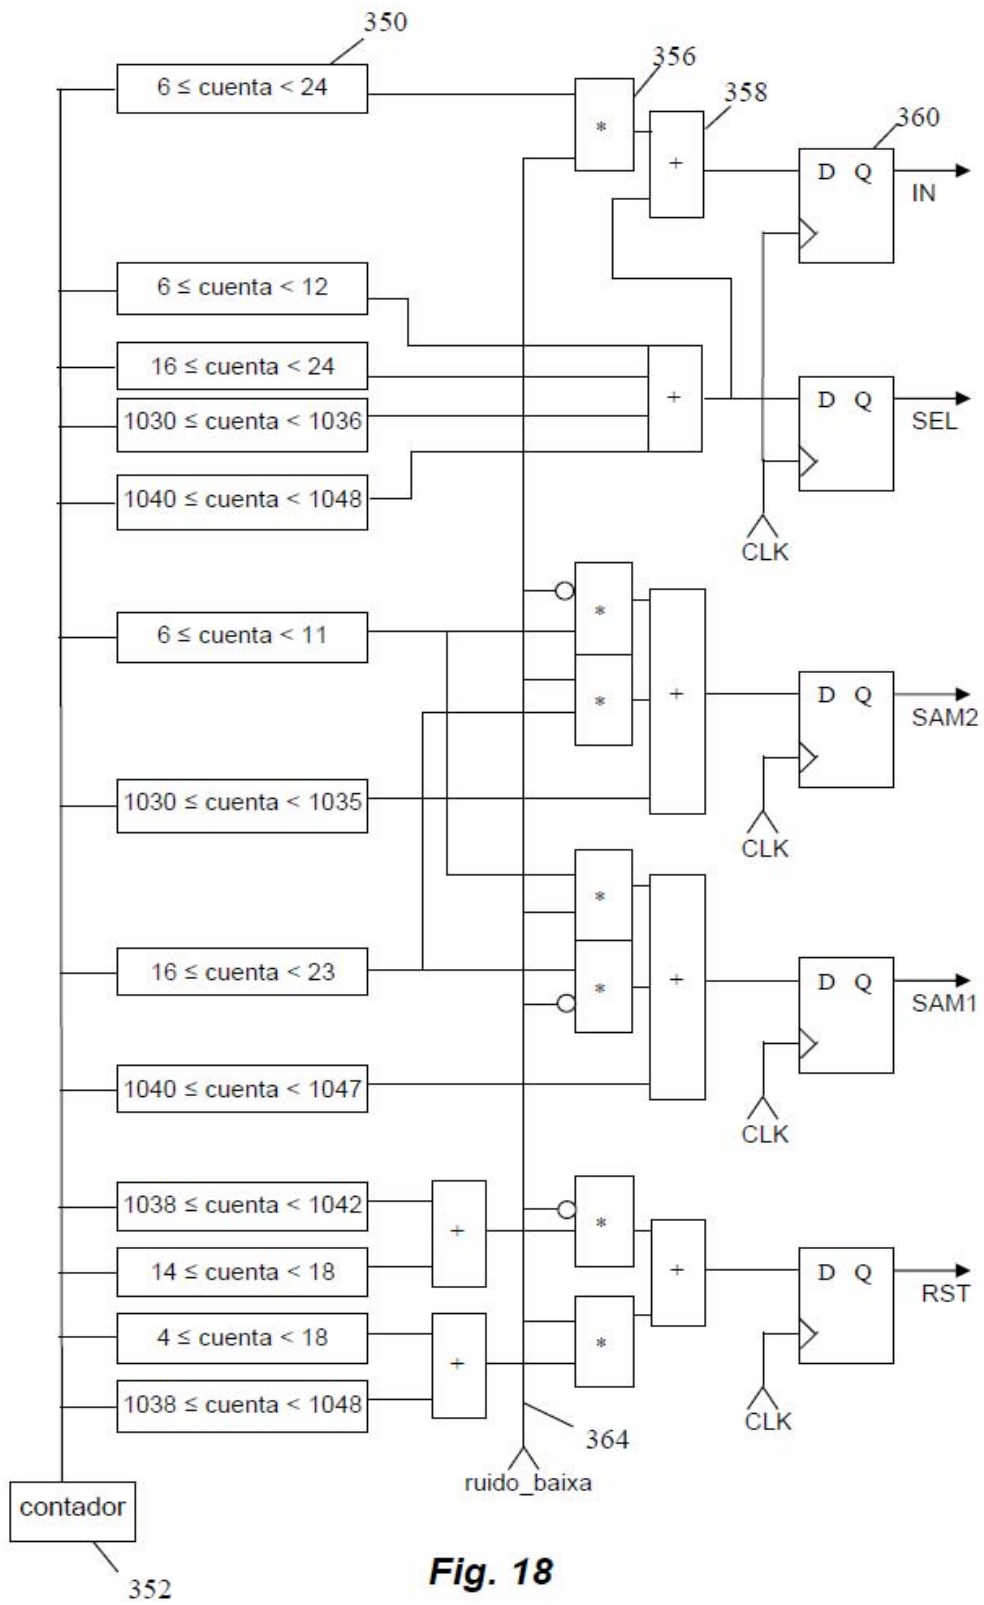 350
6 ≤ cuenta < 24
356
*
358
+
360
D Q
IN
6 ≤ cuenta < 12
16 ≤ cuenta < 24
1030 ≤ cuenta < 1036
1040 ≤ cuenta < 1048
+
D Q
SEL
CLK
6 ≤ cuenta < 11
*
*
+
D Q
SAM2
1030 ≤ cuenta < 1035
CLK
*
16 ≤ cuenta < 23
*
+
D Q
SAM1
1040 ≤ cuenta < 1047
CLK
1038 ≤ cuenta < 1042
+
*
14 ≤ cuenta < 18
+
D Q
RST
4 ≤ cuenta < 18
+
*
1038 ≤ cuenta < 1048
CLK
364
ruido_baixa
contador
352
Fig. 18